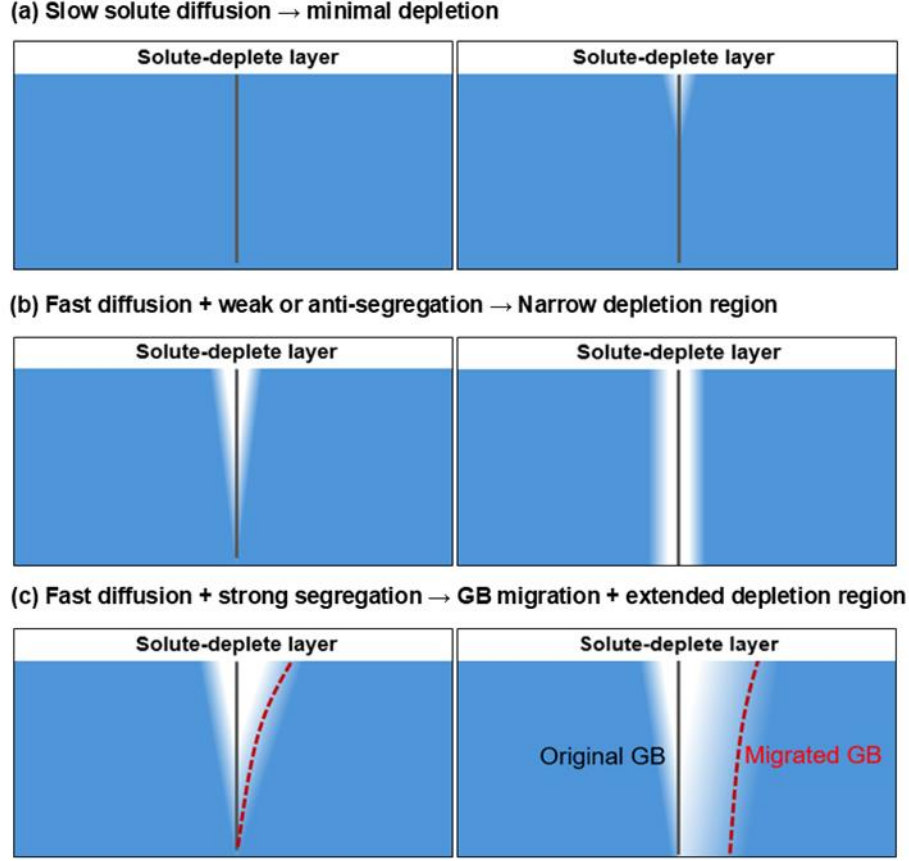 (a) Slow solute diffusion → minimal depletion
Solute-deplete layer
Solute-deplete layer
(b) Fast diffusion + weak or anti-segregation → Narrow depletion region
Solute-deplete layer
Solute-deplete layer
(c) Fast diffusion + strong segregation → GB migration + extended depletion region
Solute-deplete layer
Solute-deplete layer
Original GB
Migrated GB